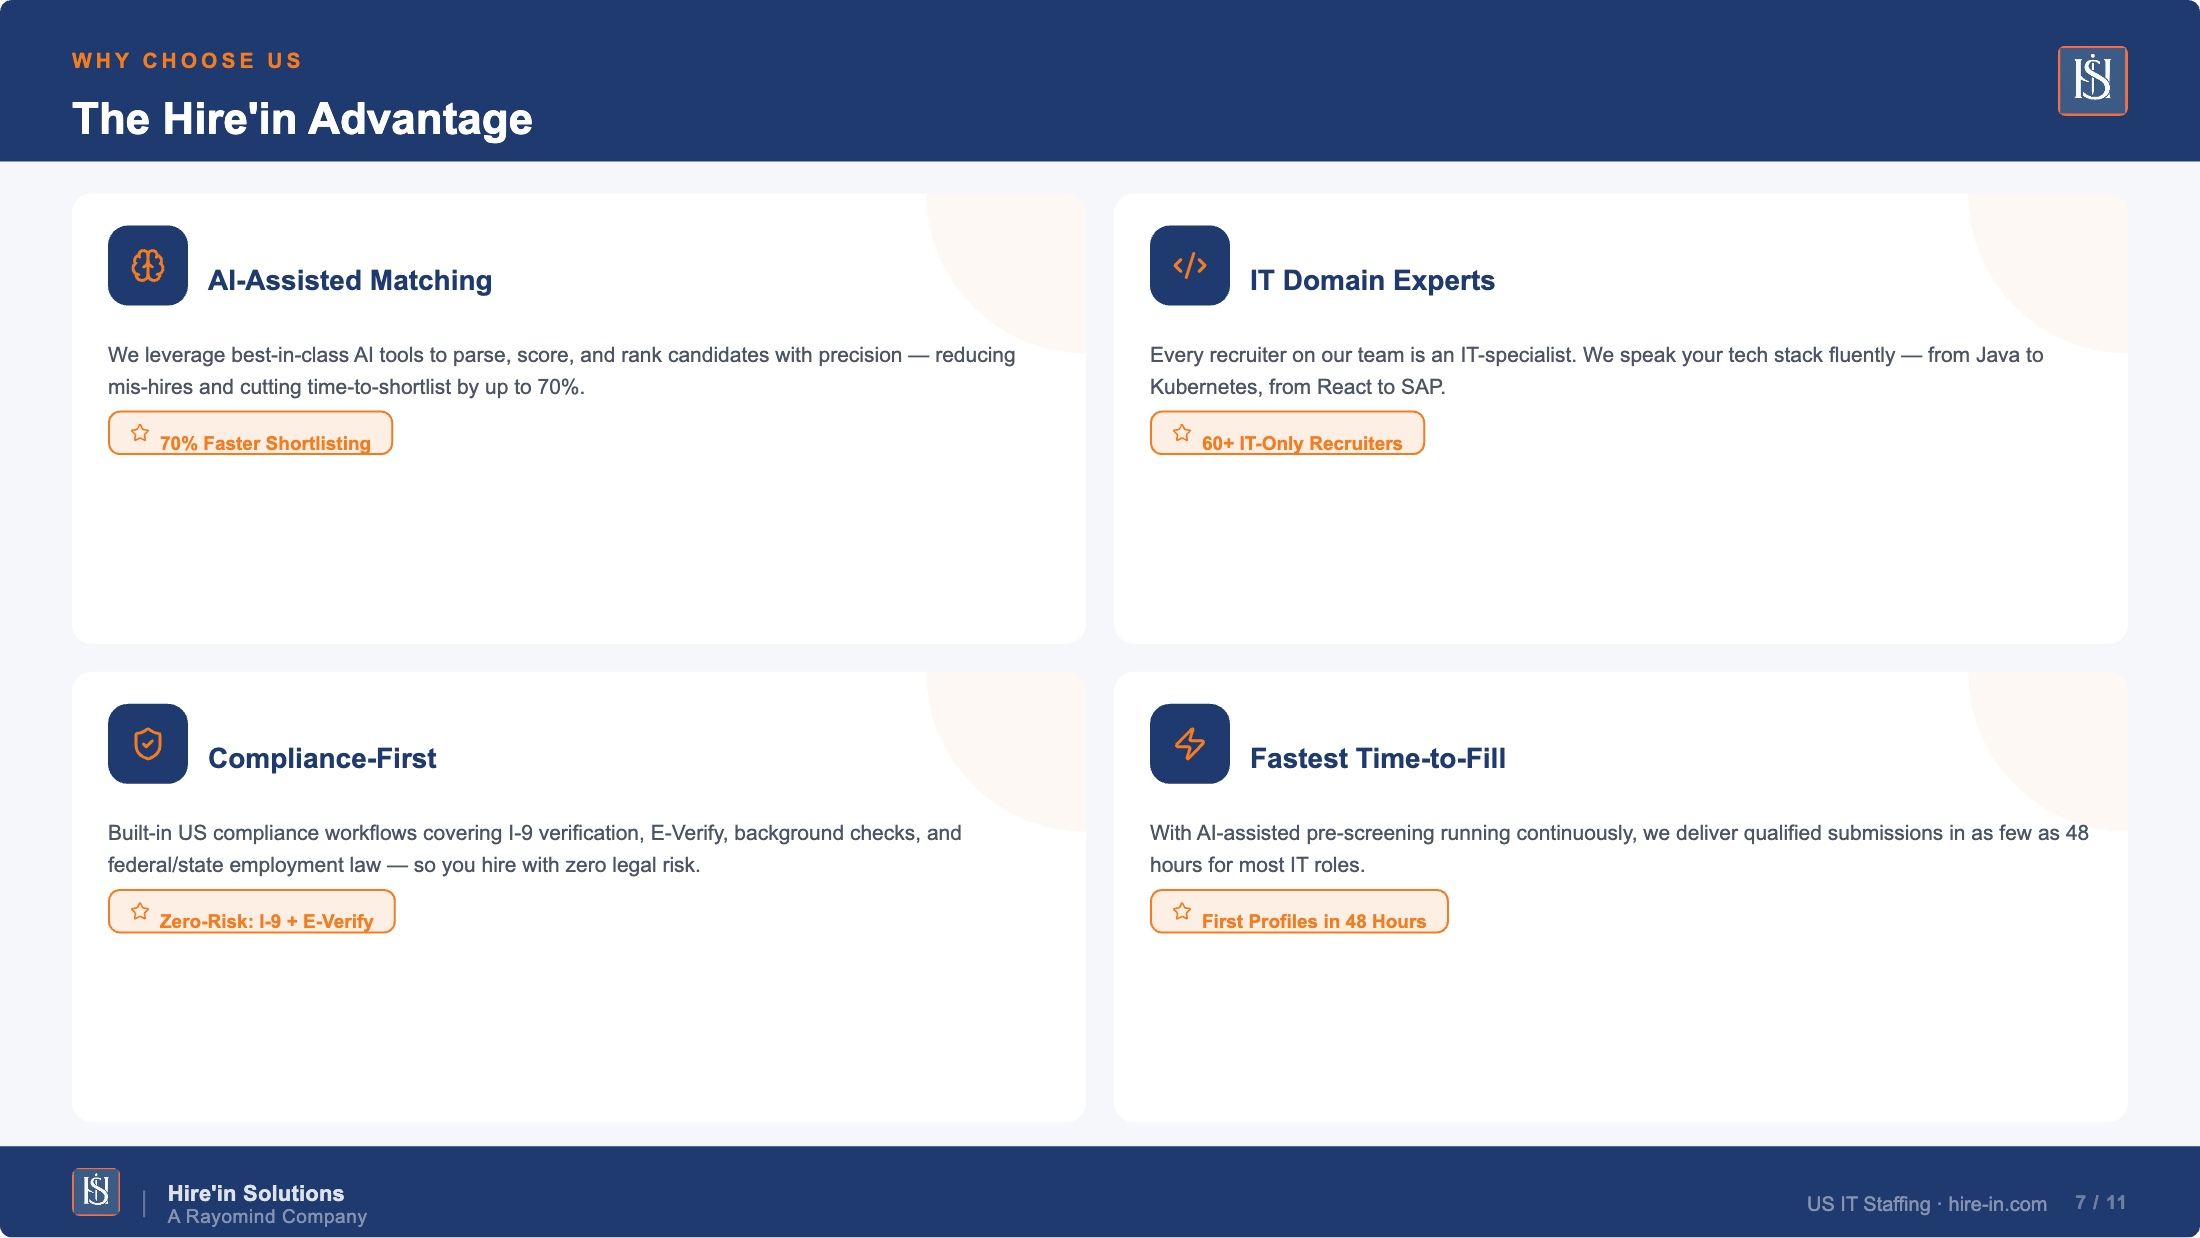 WHY CHOOSE US
The Hire'in Advantage
AI-Assisted Matching
We leverage best-in-class AI tools to parse, score, and rank candidates with precision — reducing
mis-hires and cutting time-to-shortlist by up to 70%.
70% Faster Shortlisting
IT Domain Experts
Every recruiter on our team is an IT-specialist. We speak your tech stack fluently — from Java to
Kubernetes, from React to SAP.
60+ IT-Only Recruiters
Compliance-First
Built-in US compliance workflows covering I-9 verification, E-Verify, background checks, and
federal/state employment law — so you hire with zero legal risk.
Zero-Risk: I-9 + E-Verify
Fastest Time-to-Fill
With AI-assisted pre-screening running continuously, we deliver qualified submissions in as few as 48
hours for most IT roles.
First Profiles in 48 Hours
Hire'in Solutions
A Rayomind Company
US IT Staffing · hire-in.com
7 / 11